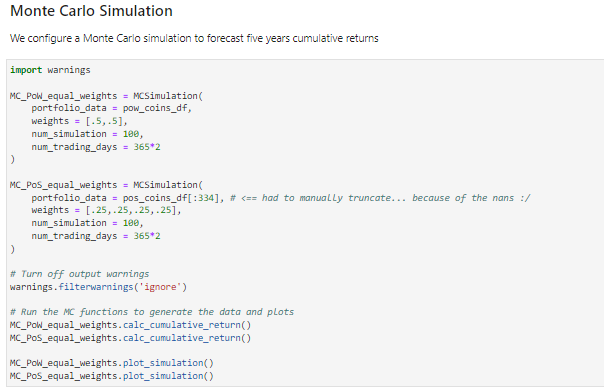 Monte Carlo Simulation
We configure a Monte Carlo simulation to forecast five years cumulative returns
import warnings
MC_PoW_equal_weights = MCSimulation(
    portfolio_data = pow_coins_df,
    weights = [.5,.5],
    num_simulation = 100,
    num_trading_days = 365*2
)
MC_PoS_equal_weights = MCSimulation(
    portfolio_data = pos_coins_df[:334], # <== had to manually truncate... because of the nans :/
    weights = [.25,.25,.25,.25],
    num_simulation = 100,
    num_trading_days = 365*2
)
# Turn off output warnings
warnings.filterwarnings('ignore')
# Run the MC functions to generate the data and plots
MC_PoW_equal_weights.calc_cumulative_return()
MC_PoS_equal_weights.calc_cumulative_return()
MC_PoW_equal_weights.plot_simulation()
MC_PoS_equal_weights.plot_simulation()